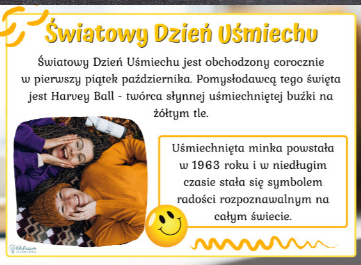 Światowy Dzień Uśmiechu
Światowy Dzień Uśmiechu jest obchodzony corocznie
w pierwszy piątek października. Pomysłodawcą tego święta
jest Harvey Ball - twórca słynnej uśmiechniętej buźki na
żółtym tle.
Uśmiechnięta minka powstała
w 1963 roku i w niedługim
czasie stała się symbolem
radości rozpoznawalnym na
całym świecie.